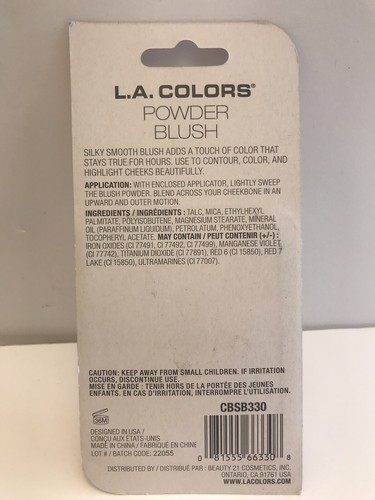 L.A. COLORS®
POWDER
BLUSH
SILKY SMOOTH BLUSH ADDS A TOUCH OF COLOR THAT
STAYS TRUE FOR HOURS. USE TO CONTOUR, COLOR, AND
HIGHLIGHT CHEEKS BEAUTIFULLY.
APPLICATION: WITH ENCLOSED APPLICATOR, LIGHTLY SWEEP
THE BLUSH POWDER. BLEND ACROSS YOUR CHEEKBONE IN AN
UPWARD AND OUTER MOTION.
INGREDIENTS / INGRÉDIENTS : TALC, MICA, ETHYLHEXYL
PALMITATE, POLYISOBUTENE, MAGNESIUM STEARATE, MINERAL
OIL (PARAFFINUM LIQUIDUM), PETROLATUM, PHENOXYETHANOL,
TOCOPHERYL ACETATE. MAY CONTAIN / PEUT CONTENIR (+/-) :
IRON OXIDES (CI 77491, CI 77492, CI 77499), MANGANESE VIOLET
(CI 77742), TITANIUM DIOXIDE (CI 77891), RED 6 (CI 15850), RED 7
LAKE (CI 15850), ULTRAMARINES (CI 77007).
CAUTION: KEEP AWAY FROM SMALL CHILDREN. IF IRRITATION
OCCURS, DISCONTINUE USE.
MISE EN GARDE : TENIR HORS DE LA PORTÉE DES JEUNES
ENFANTS. EN CAS D'IRRITATION, INTERROMPRE L'UTILISATION.
36M
CBSB330
DESIGNED IN USA /
CONÇU AUX ÉTATS-UNIS
MADE IN CHINA / FABRIQUÉ EN CHINE
LOT # / BATCH CODE: 22055
0 81555 66330 8
DISTRIBUTED BY / DISTRIBUÉ PAR : BEAUTY 21 COSMETICS, INC.
ONTARIO, CA 91761 USA
WWW.LACOLORS.COM